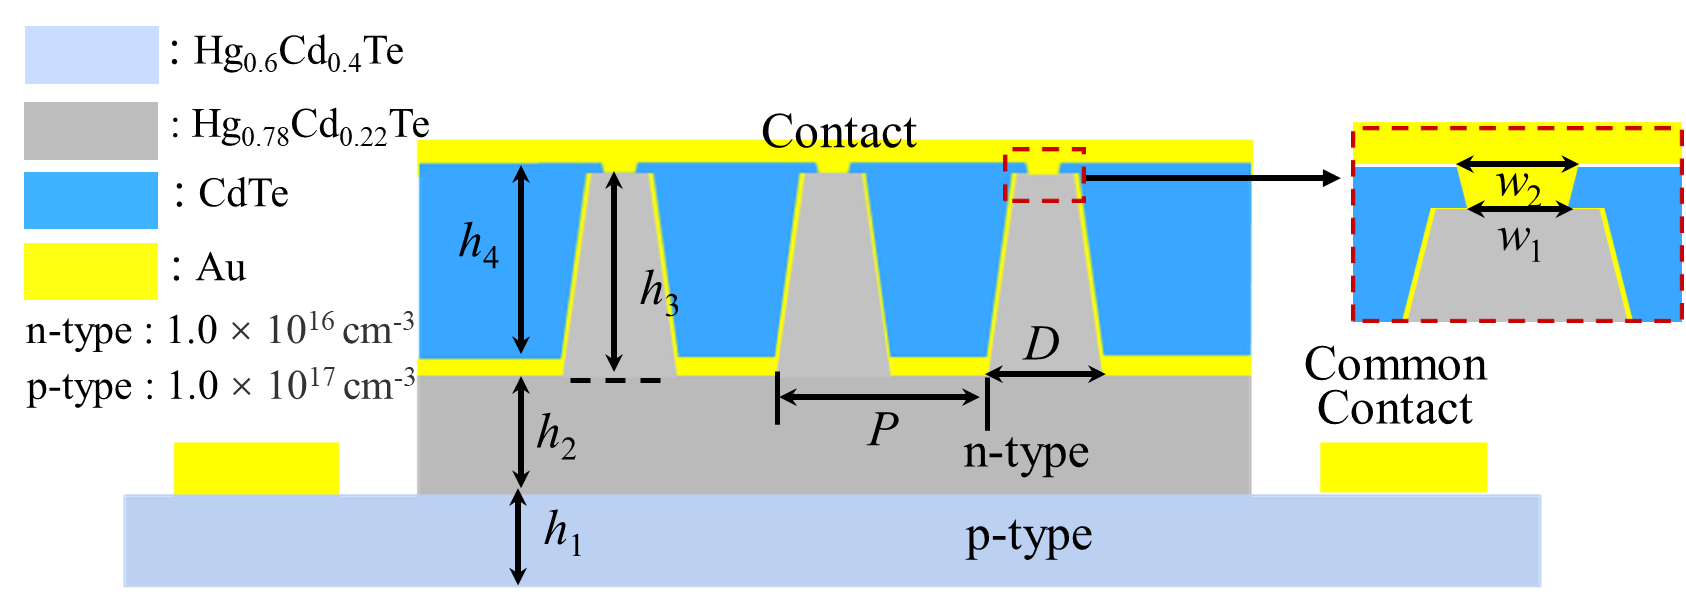 : Hg0.6Cd0.4Te
: Hg0.78Cd0.22Te
: CdTe
: Au
n-type : 1.0 × 10^16 cm^-3
p-type : 1.0 × 10^17 cm^-3
Contact
h4
h3
D
P
h2
n-type
h1
p-type
w2
w1
Common
Contact